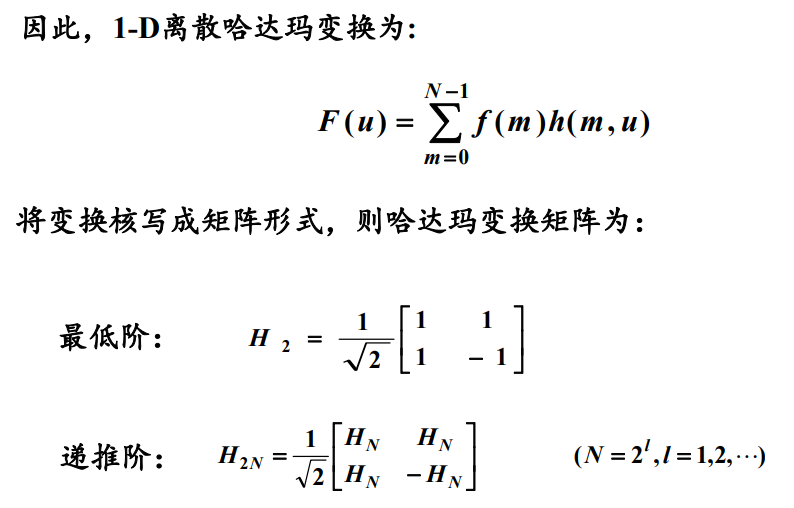 因此，1-D离散哈达玛变换为:
F(u) = \sum_{m=0}^{N-1} f(m)h(m,u)
将变换核写成矩阵形式，则哈达玛变换矩阵为:
最低阶: H_2 = \frac{1}{\sqrt{2}} \begin{bmatrix} 1 & 1 \\ 1 & -1 \end{bmatrix}
递推阶: H_{2N} = \frac{1}{\sqrt{2}} \begin{bmatrix} H_N & H_N \\ H_N & -H_N \end{bmatrix} (N = 2^l, l = 1,2,\cdots)